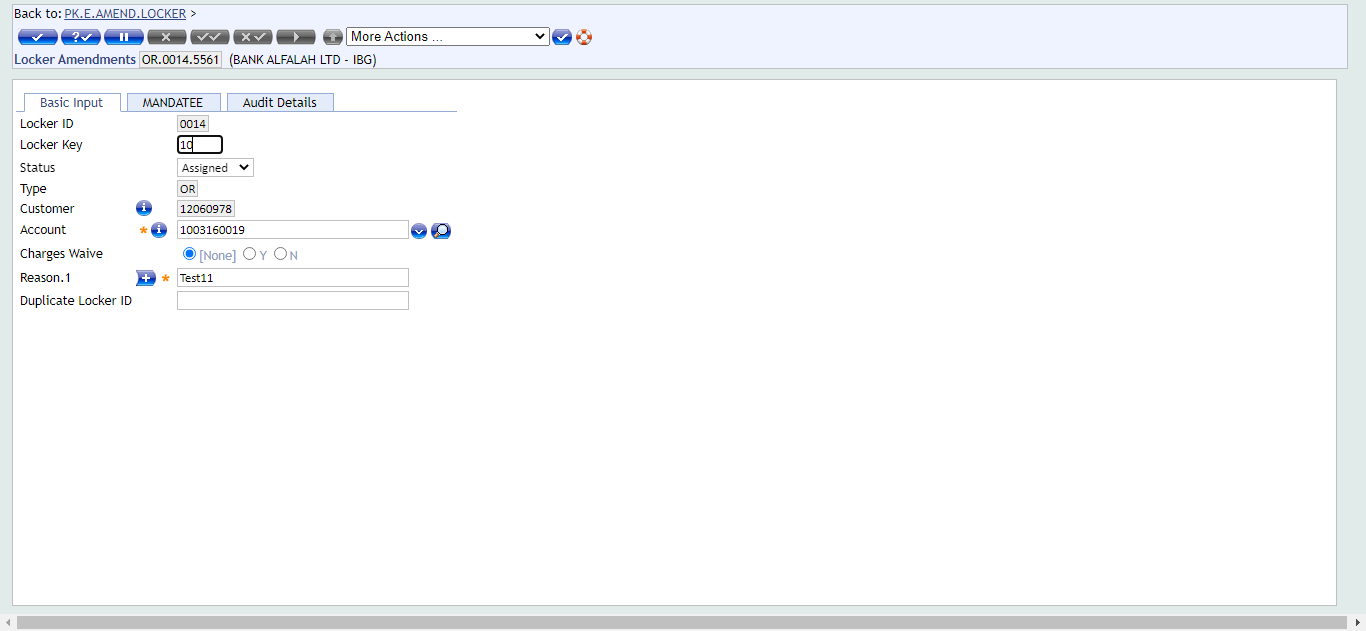 Back to: PK.E.AMEND.LOCKER >
More Actions ...
Locker Amendments OR.0014.5561 (BANK ALFALAH LTD - IBG)
Basic Input MANDATEE Audit Details
Locker ID 0014
Locker Key 10
Status Assigned
Type OR
Customer 12060978
Account * 1003160019
Charges Waive [None] Y N
Reason.1 * Test11
Duplicate Locker ID